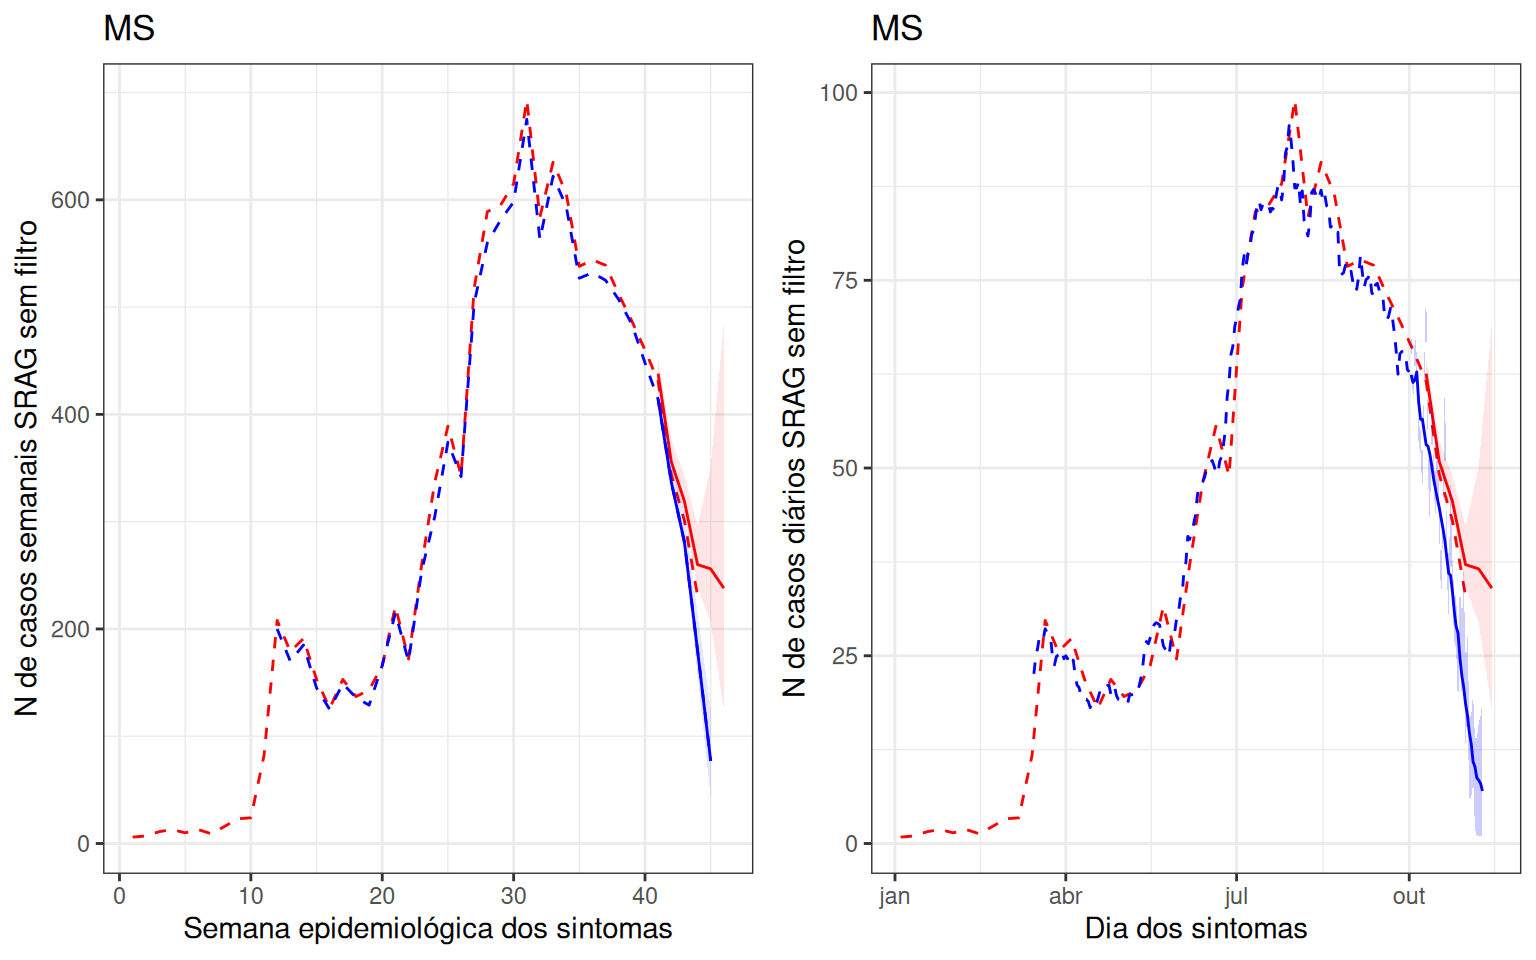 MS
N de casos semanais SRAG sem filtro
600
400
200
0
0 10 20 30 40
Semana epidemiológica dos sintomas
MS
N de casos diários SRAG sem filtro
100
75
50
25
0
jan abr jul out
Dia dos sintomas